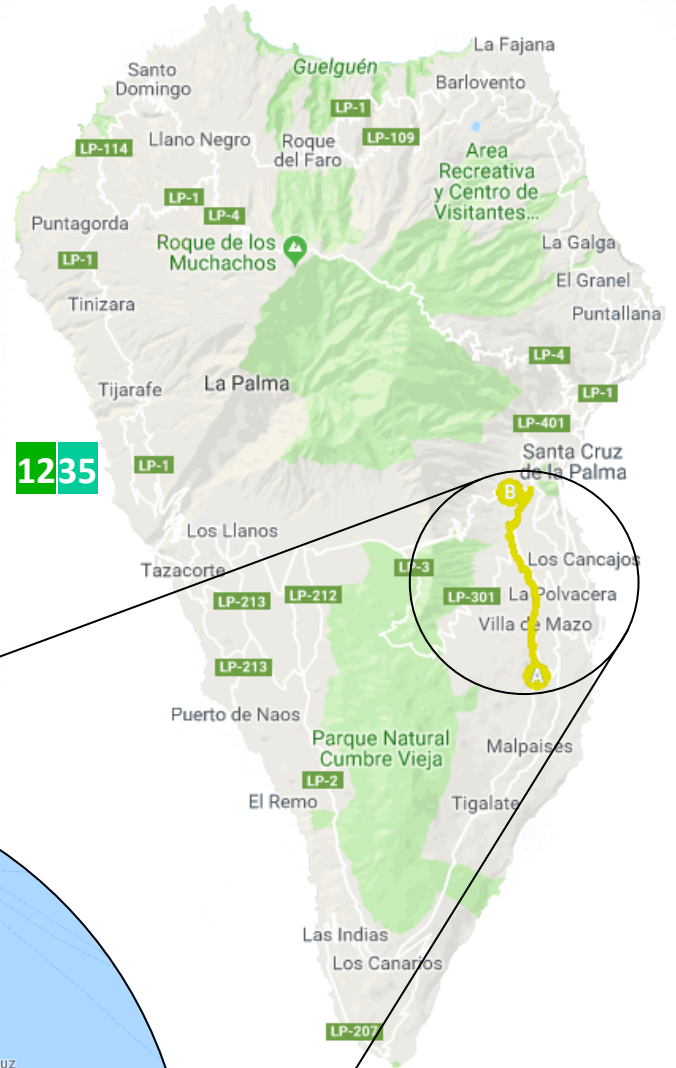 La Fajana
Guelguén
Santo
Domingo
Barlovento
LP-1
LP-109
Llano Negro
LP-114
Roque
del Faro
Area
Recreativa
y Centro de
Visitantes...
LP-1
LP-4
Puntagorda
Roque de los
Muchachos
La Galga
LP-1
El Granel
Tinizara
Puntallana
LP-4
Tijarafe
La Palma
LP-1
LP-401
1235
LP-1
Santa Cruz
de la Palma
B
Los Llanos
Los Cancajos
Tazacorte
LP-3
LP-213
LP-212
LP-301
La Polvacera
Villa de Mazo
LP-213
A
Puerto de Naos
Parque Natural
Cumbre Vieja
Malpaises
LP-2
El Remo
Tigalate
Las Indias
Los Canarios
LP-207
uz